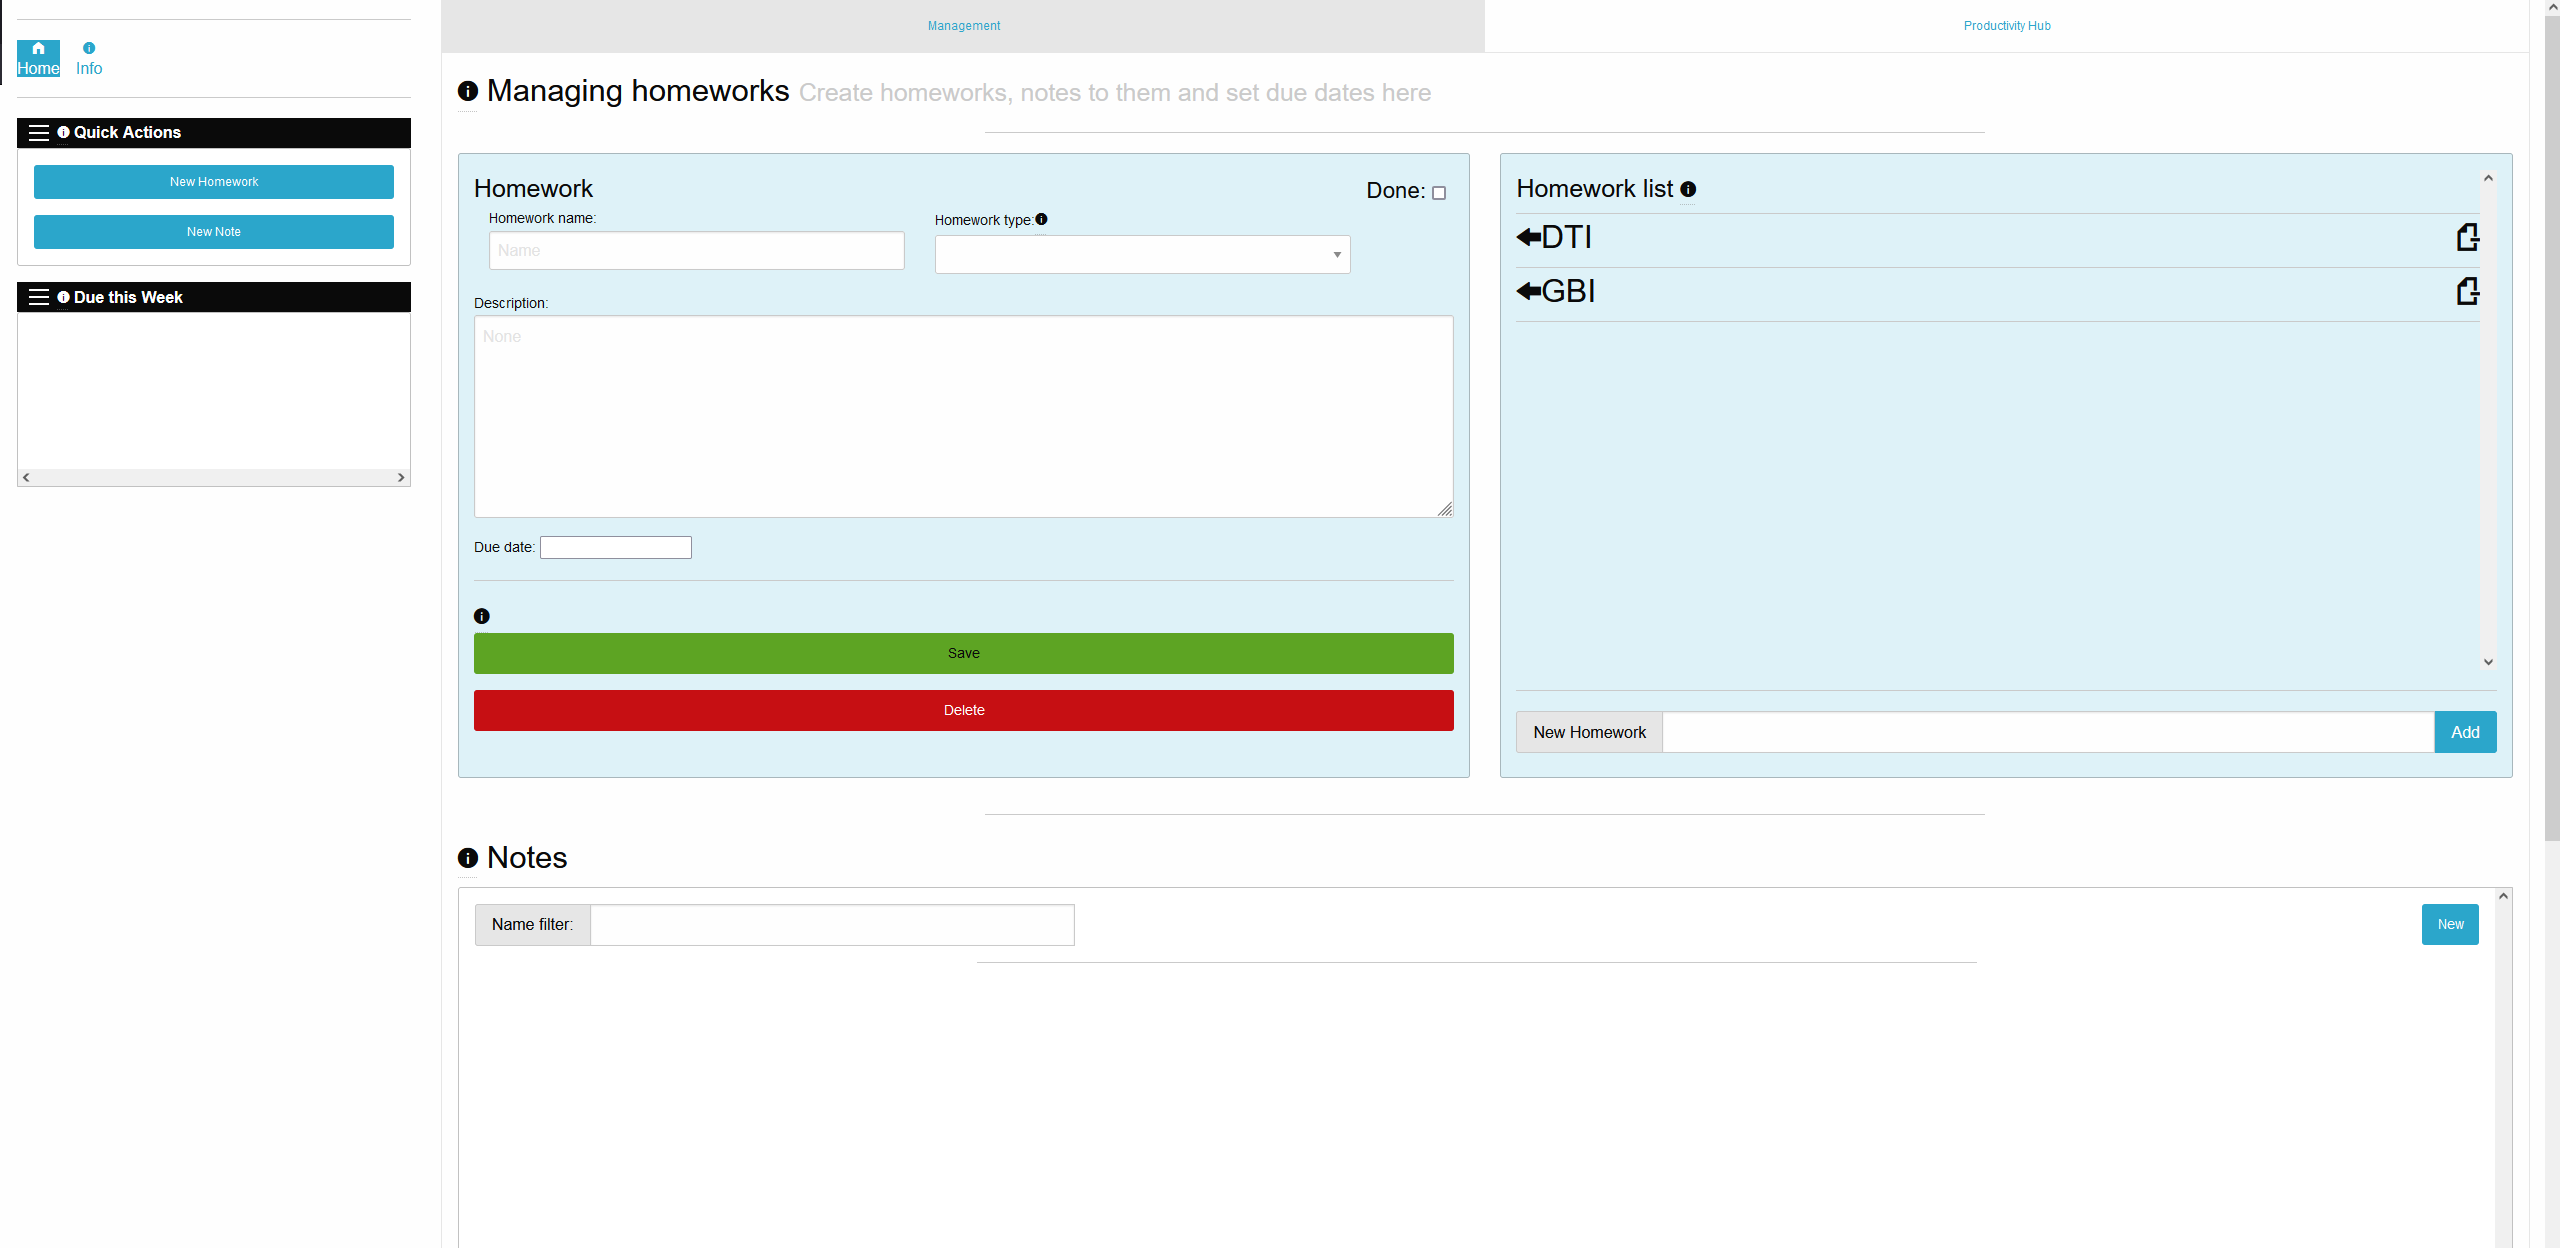 Home
Info
Quick Actions
New Homework
New Note
Due this Week
Management
Productivity Hub
Managing homeworks Create homeworks, notes to them and set due dates here
Homework
Done:
Homework name:
Homework type:
Name
Description:
None
Due date:
Save
Delete
Homework list
DTI
GBI
New Homework
Add
Notes
Name filter:
New